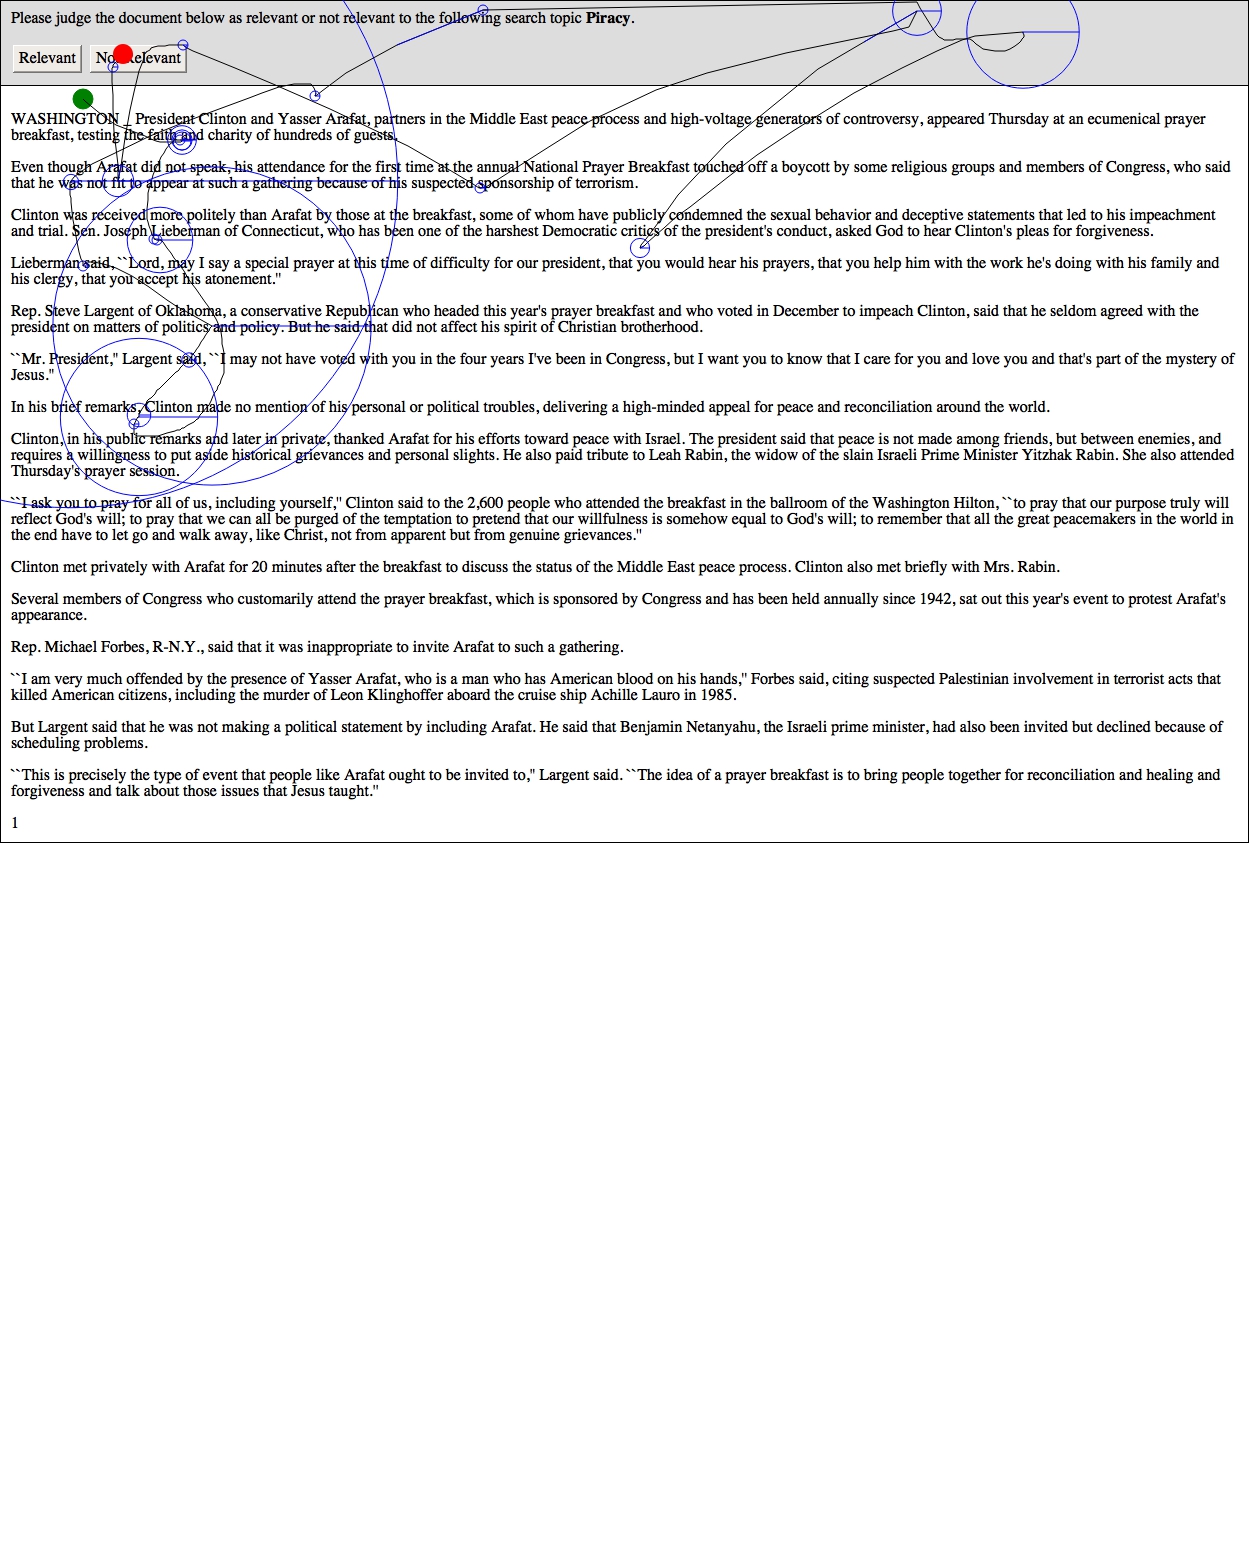 Please judge the document below as relevant or not relevant to the following search topic Piracy.
Relevant Not Relevant
WASHINGTON _ President Clinton and Yasser Arafat, partners in the Middle East peace process and high-voltage generators of controversy, appeared Thursday at an ecumenical prayer
breakfast, testing the faith and charity of hundreds of guests.
Even though Arafat did not speak, his attendance for the first time at the annual National Prayer Breakfast touched off a boycott by some religious groups and members of Congress, who said
that he was not fit to appear at such a gathering because of his suspected sponsorship of terrorism.
Clinton was received more politely than Arafat by those at the breakfast, some of whom have publicly condemned the sexual behavior and deceptive statements that led to his impeachment
and trial. Sen. Joseph Lieberman of Connecticut, who has been one of the harshest Democratic critics of the president's conduct, asked God to hear Clinton's pleas for forgiveness.
Lieberman said, ``Lord, may I say a special prayer at this time of difficulty for our president, that you would hear his prayers, that you help him with the work he's doing with his family and
his clergy, that you accept his atonement.''
Rep. Steve Largent of Oklahoma, a conservative Republican who headed this year's prayer breakfast and who voted in December to impeach Clinton, said that he seldom agreed with the
president on matters of politics and policy. But he said that did not affect his spirit of Christian brotherhood.
``Mr. President,'' Largent said, ``I may not have voted with you in the four years I've been in Congress, but I want you to know that I care for you and love you and that's part of the mystery of
Jesus.''
In his brief remarks, Clinton made no mention of his personal or political troubles, delivering a high-minded appeal for peace and reconciliation around the world.
Clinton, in his public remarks and later in private, thanked Arafat for his efforts toward peace with Israel. The president said that peace is not made among friends, but between enemies, and
requires a willingness to put aside historical grievances and personal slights. He also paid tribute to Leah Rabin, the widow of the slain Israeli Prime Minister Yitzhak Rabin. She also attended
Thursday's prayer session.
``I ask you to pray for all of us, including yourself,'' Clinton said to the 2,600 people who attended the breakfast in the ballroom of the Washington Hilton, ``to pray that our purpose truly will
reflect God's will; to pray that we can all be purged of the temptation to pretend that our willfulness is somehow equal to God's will; to remember that all the great peacemakers in the world in
the end have to let go and walk away, like Christ, not from apparent but from genuine grievances.''
Clinton met privately with Arafat for 20 minutes after the breakfast to discuss the status of the Middle East peace process. Clinton also met briefly with Mrs. Rabin.
Several members of Congress who customarily attend the prayer breakfast, which is sponsored by Congress and has been held annually since 1942, sat out this year's event to protest Arafat's
appearance.
Rep. Michael Forbes, R-N.Y., said that it was inappropriate to invite Arafat to such a gathering.
``I am very much offended by the presence of Yasser Arafat, who is a man who has American blood on his hands,'' Forbes said, citing suspected Palestinian involvement in terrorist acts that
killed American citizens, including the murder of Leon Klinghoffer aboard the cruise ship Achille Lauro in 1985.
But Largent said that he was not making a political statement by including Arafat. He said that Benjamin Netanyahu, the Israeli prime minister, had also been invited but declined because of
scheduling problems.
``This is precisely the type of event that people like Arafat ought to be invited to,'' Largent said. ``The idea of a prayer breakfast is to bring people together for reconciliation and healing and
forgiveness and talk about those issues that Jesus taught.''
1